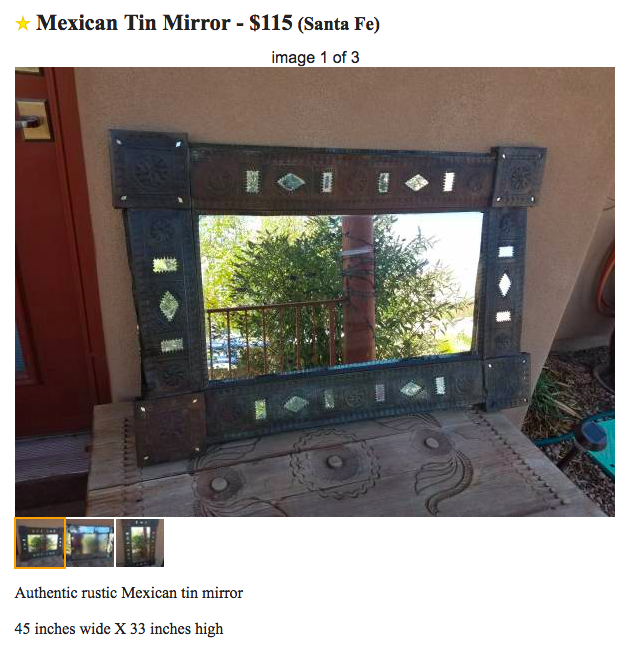 Mexican Tin Mirror - $115 (Santa Fe)
image 1 of 3
Authentic rustic Mexican tin mirror
45 inches wide X 33 inches high